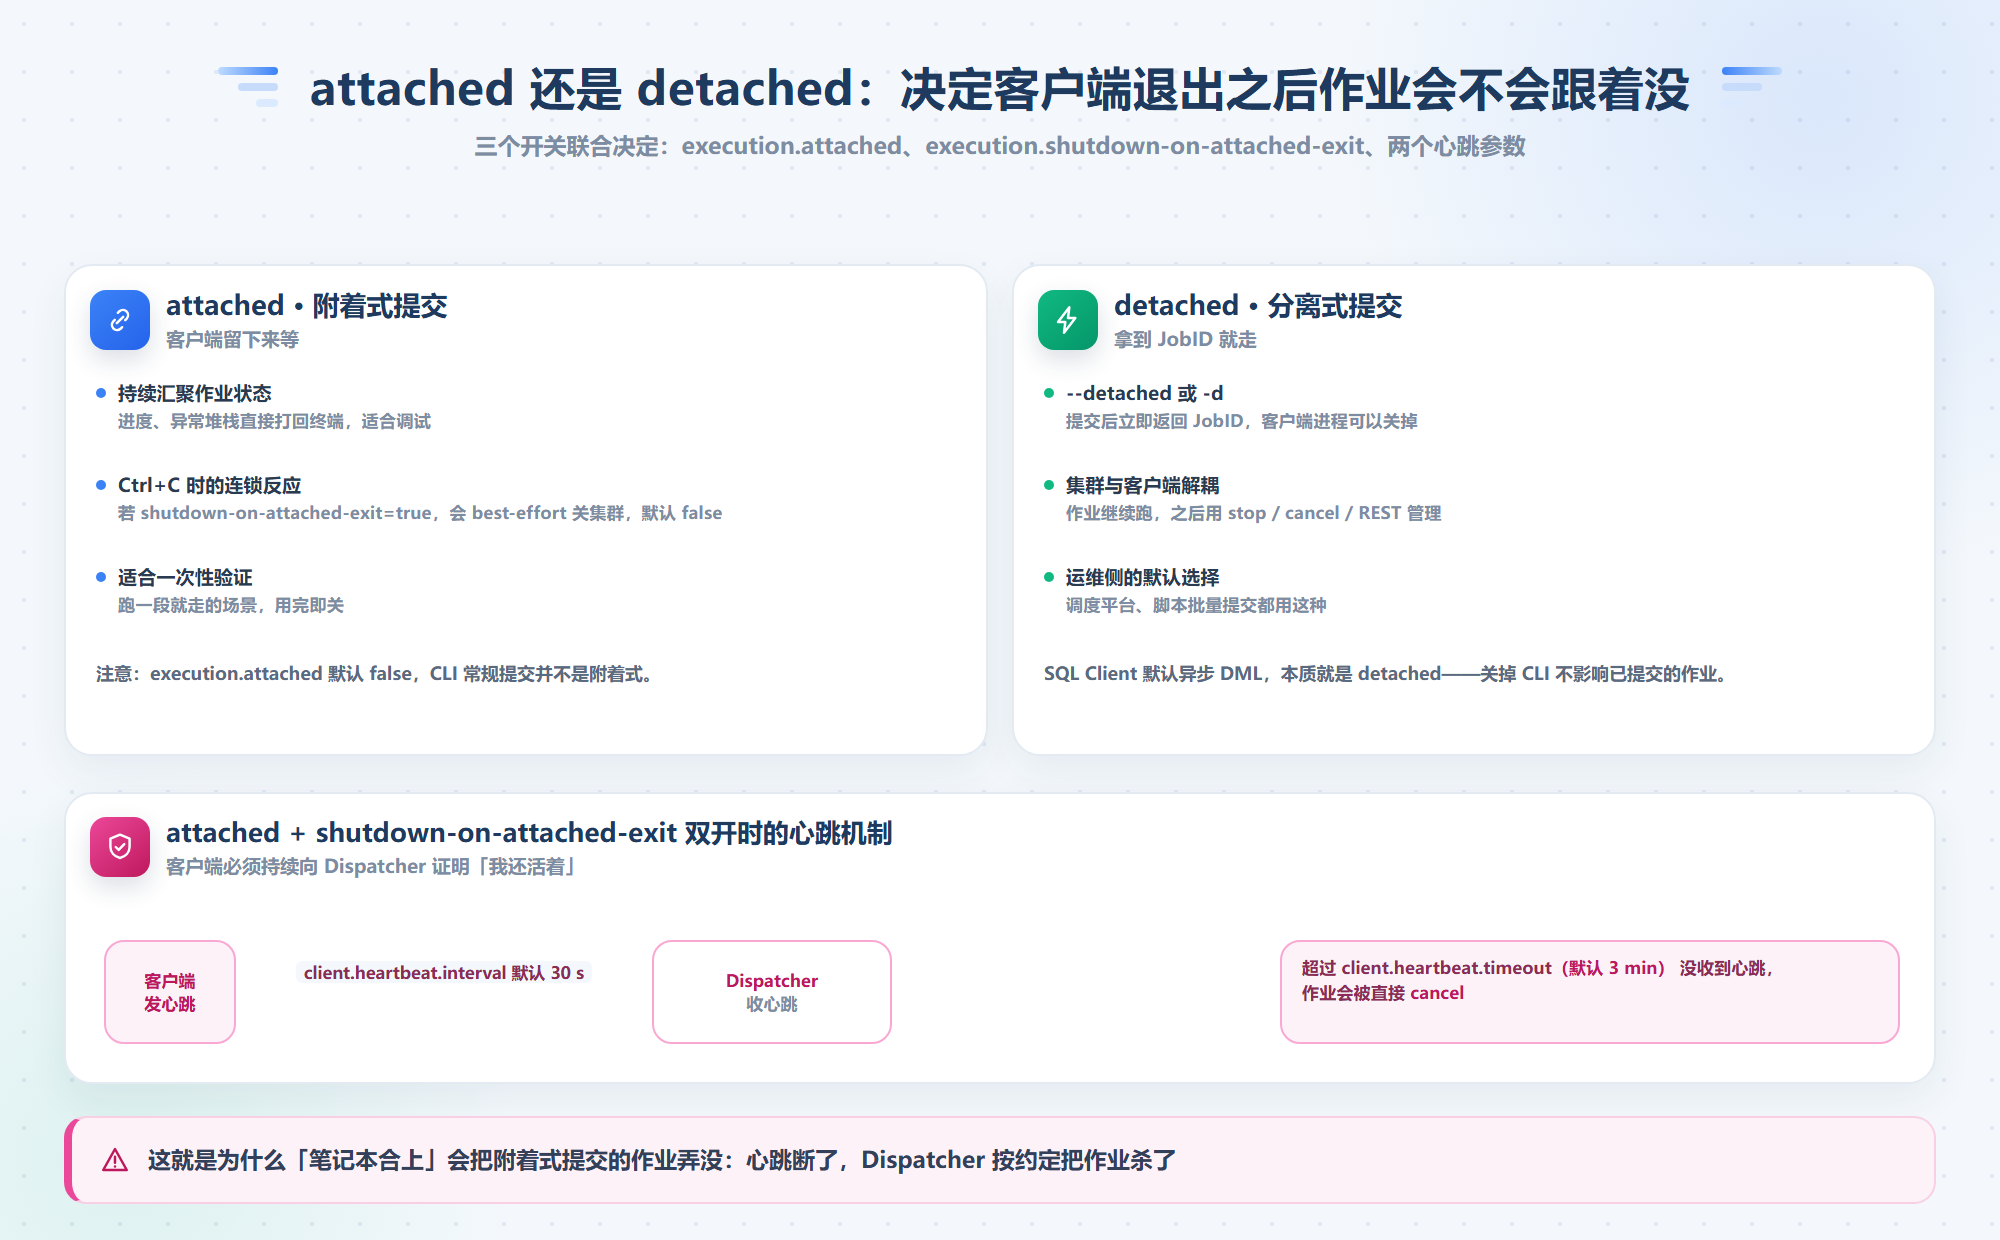 attached 还是 detached：决定客户端退出之后作业会不会跟着没
三个开关联合决定：execution.attached、execution.shutdown-on-attached-exit、两个心跳参数
attached • 附着式提交
客户端留下来等
持续汇聚作业状态
进度、异常堆栈直接打回终端，适合调试
Ctrl+C 时的连锁反应
若 shutdown-on-attached-exit=true，会 best-effort 关集群，默认 false
适合一次性验证
跑一段就走的场景，用完即关
注意：execution.attached 默认 false，CLI 常规提交并不是附着式。
detached • 分离式提交
拿到 JobID 就走
--detached 或 -d
提交后立即返回 JobID，客户端进程可以关掉
集群与客户端解耦
作业继续跑，之后用 stop / cancel / REST 管理
运维侧的默认选择
调度平台、脚本批量提交都用这种
SQL Client 默认异步 DML，本质就是 detached——关掉 CLI 不影响已提交的作业。
attached + shutdown-on-attached-exit 双开时的心跳机制
客户端必须持续向 Dispatcher 证明「我还活着」
客户端
发心跳
client.heartbeat.interval 默认 30 s
Dispatcher
收心跳
超过 client.heartbeat.timeout（默认 3 min） 没收到心跳，
作业会被直接 cancel
这就是为什么「笔记本合上」会把附着式提交的作业弄没：心跳断了，Dispatcher 按约定把作业杀了